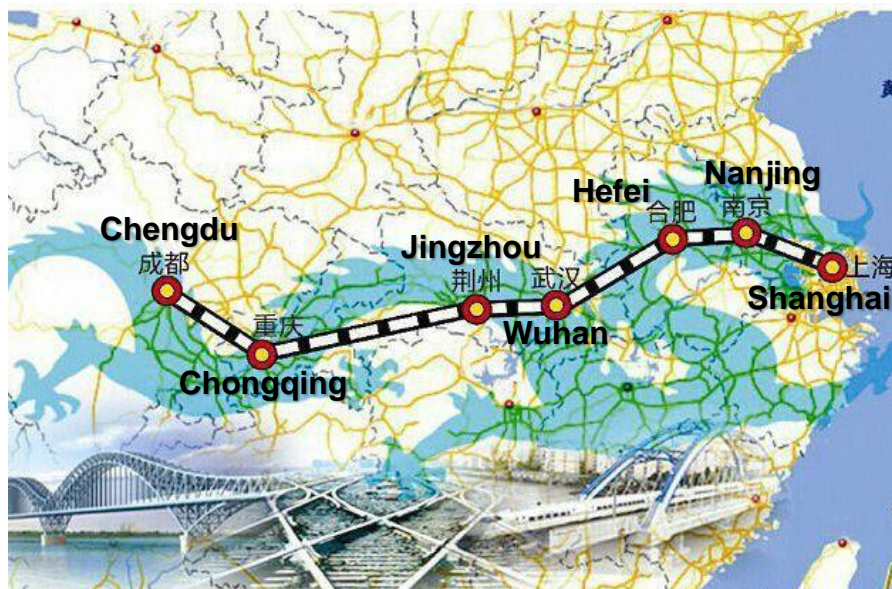 黄
Nanjing
Hefei
南京
合肥
Chengdu
成都
Jingzhou
荆州
武汉
上海
Shanghai
重庆
Wuhan
Chongqing